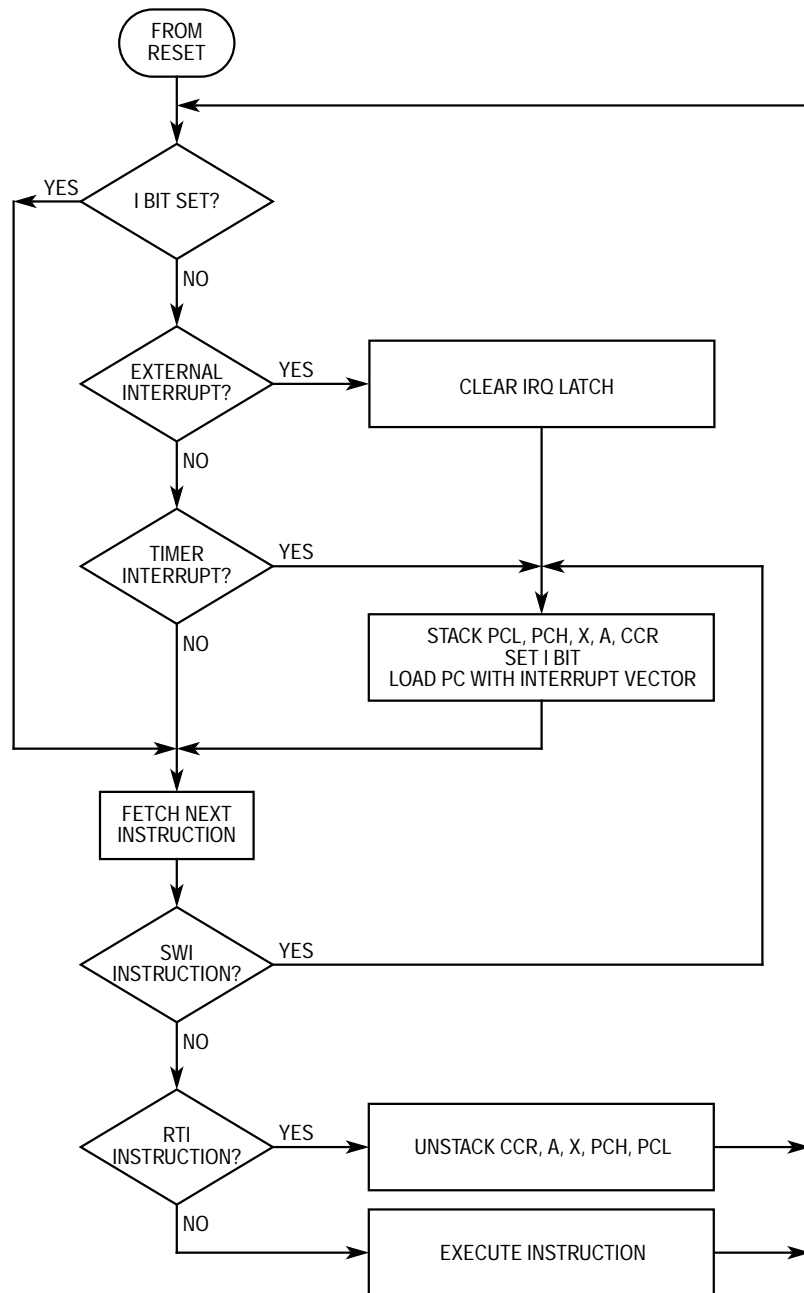 FROM
RESET
I BIT SET?
YES
NO
EXTERNAL
INTERRUPT?
YES
CLEAR IRQ LATCH
NO
TIMER
INTERRUPT?
YES
NO
STACK PCL, PCH, X, A, CCR
SET I BIT
LOAD PC WITH INTERRUPT VECTOR
FETCH NEXT
INSTRUCTION
SWI
INSTRUCTION?
YES
NO
RTI
INSTRUCTION?
YES
UNSTACK CCR, A, X, PCH, PCL
NO
EXECUTE INSTRUCTION